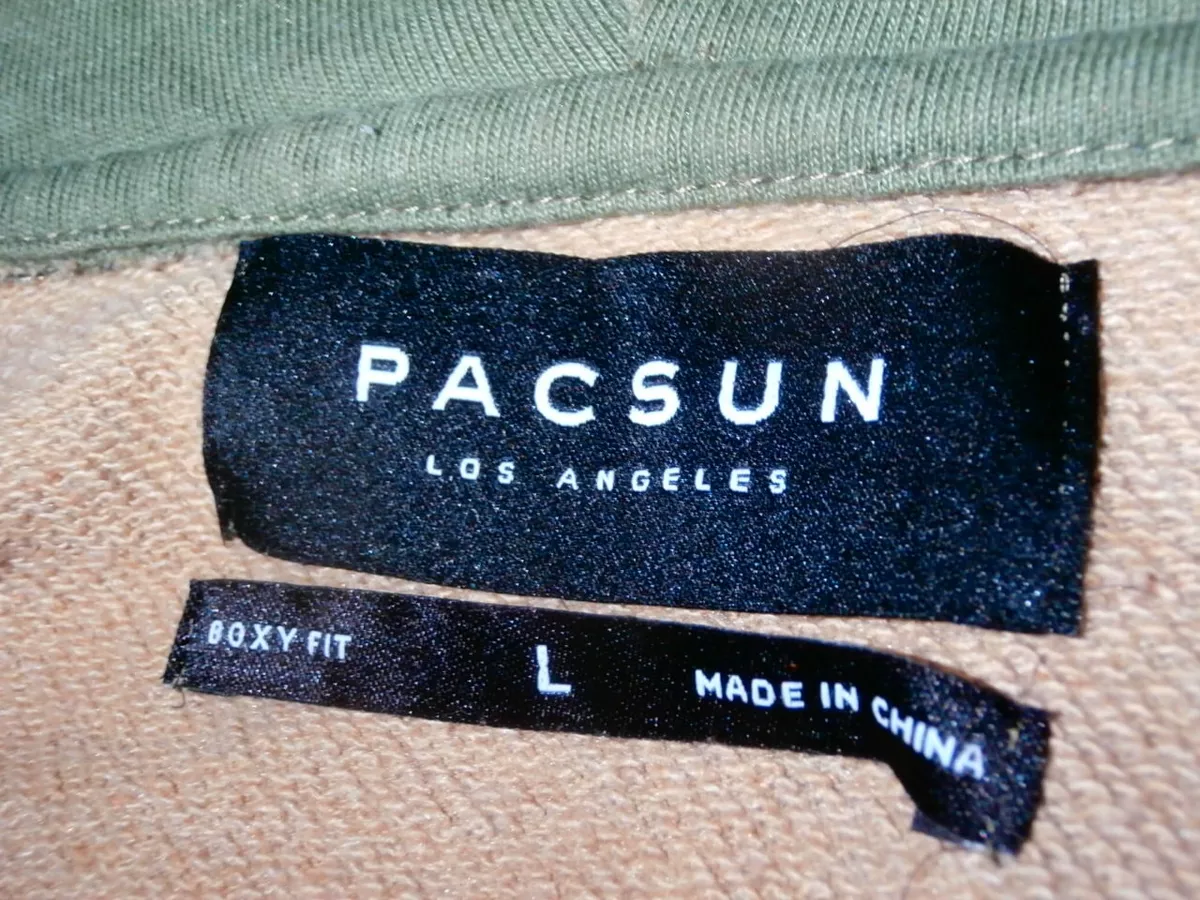 PACSUN
LOS ANGELES
BOXY FIT L MADE IN CHINA